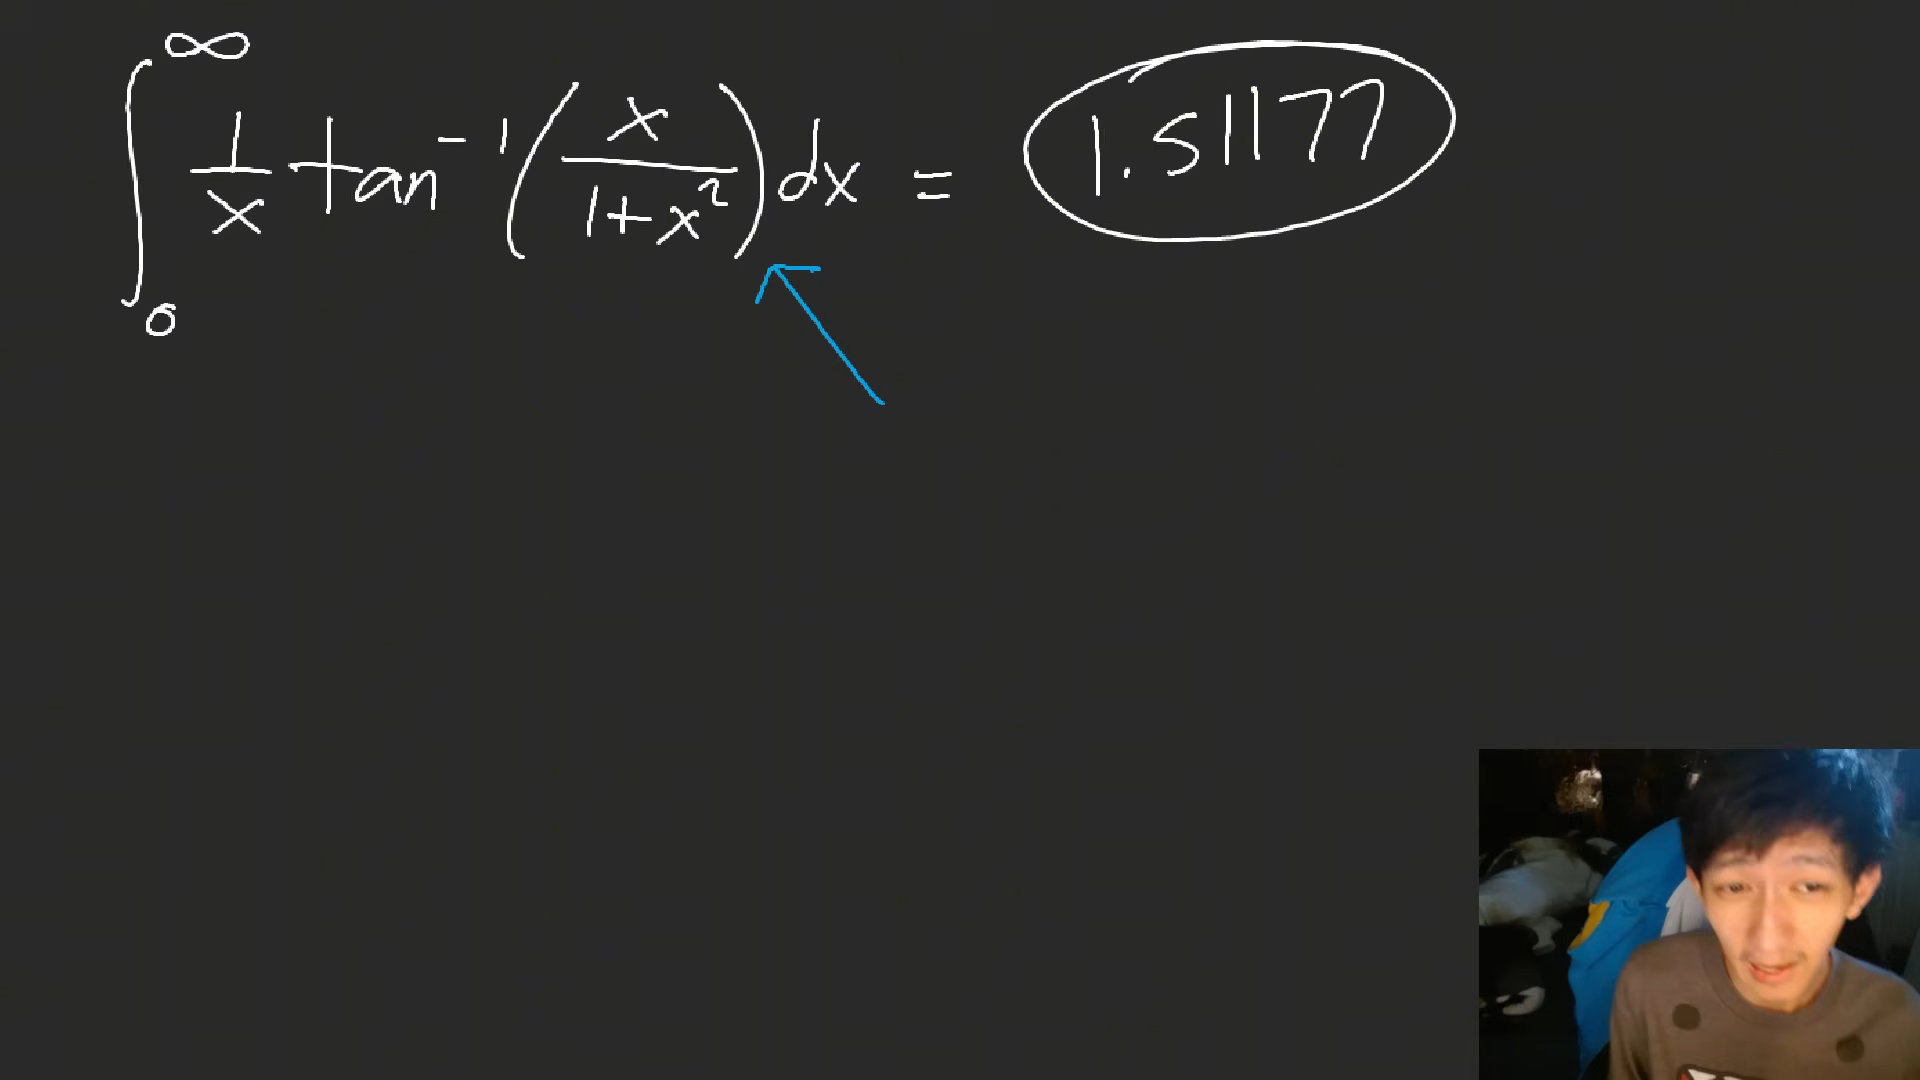 ∫₀^∞ 1/x tan⁻¹(x/(1+x²)) dx = 1.51177